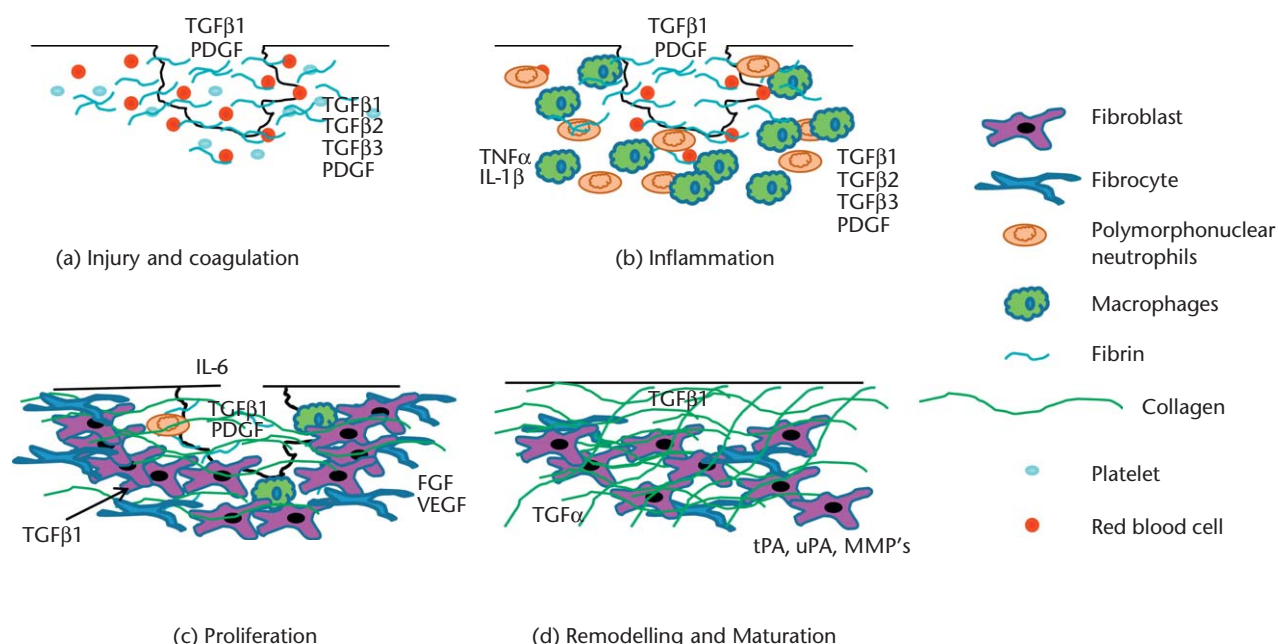 TGFβ1
PDGF
TGFβ1
TGFβ2
TGFβ3
PDGF
(a) Injury and coagulation
TGFβ1
PDGF
TNFα
IL-1β
TGFβ1
TGFβ2
TGFβ3
PDGF
(b) Inflammation
IL-6
TGFβ1
PDGF
FGF
VEGF
TGFβ1
(c) Proliferation
TGFβ1
TGFα
tPA, uPA, MMP's
(d) Remodelling and Maturation
Fibroblast
Fibrocyte
Polymorphonuclear
neutrophils
Macrophages
Fibrin
Collagen
Platelet
Red blood cell